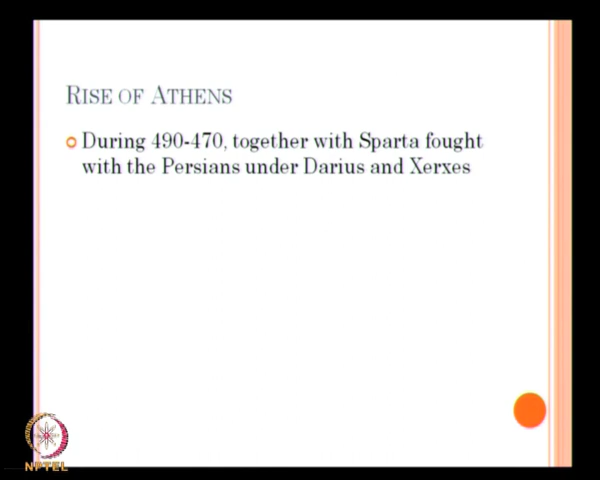 RISE OF ATHENS
During 490-470, together with Sparta fought
with the Persians under Darius and Xerxes
NPTEL